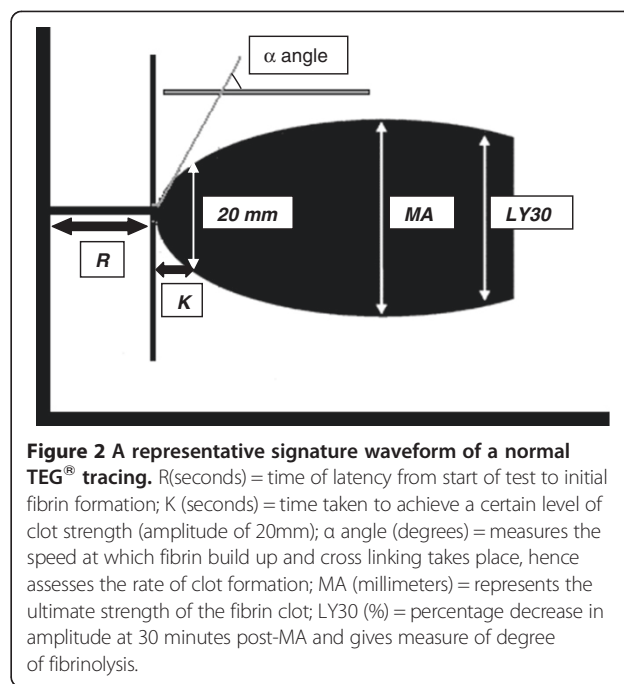 α angle
20 mm
MA
LY30
R
K
Figure 2 A representative signature waveform of a normal
TEG® tracing. R(seconds) = time of latency from start of test to initial
fibrin formation; K (seconds) = time taken to achieve a certain level of
clot strength (amplitude of 20mm); α angle (degrees) = measures the
speed at which fibrin build up and cross linking takes place, hence
assesses the rate of clot formation; MA (millimeters) = represents the
ultimate strength of the fibrin clot; LY30 (%) = percentage decrease in
amplitude at 30 minutes post-MA and gives measure of degree
of fibrinolysis.